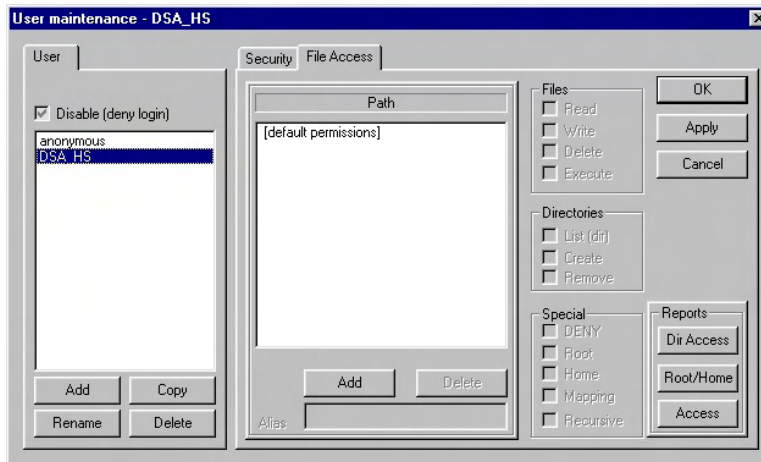 User maintenance - DSA_HS
User
Disable (deny login)
anonymous
DSA_HS
Add
Copy
Rename
Delete
Security
File Access
Path
[default permissions]
Add
Delete
Alias
Files
Read
Write
Delete
Execute
Directories
List (dir)
Create
Remove
Special
DENY
Root
Home
Mapping
Recursive
OK
Apply
Cancel
Reports
Dir Access
Root/Home
Access